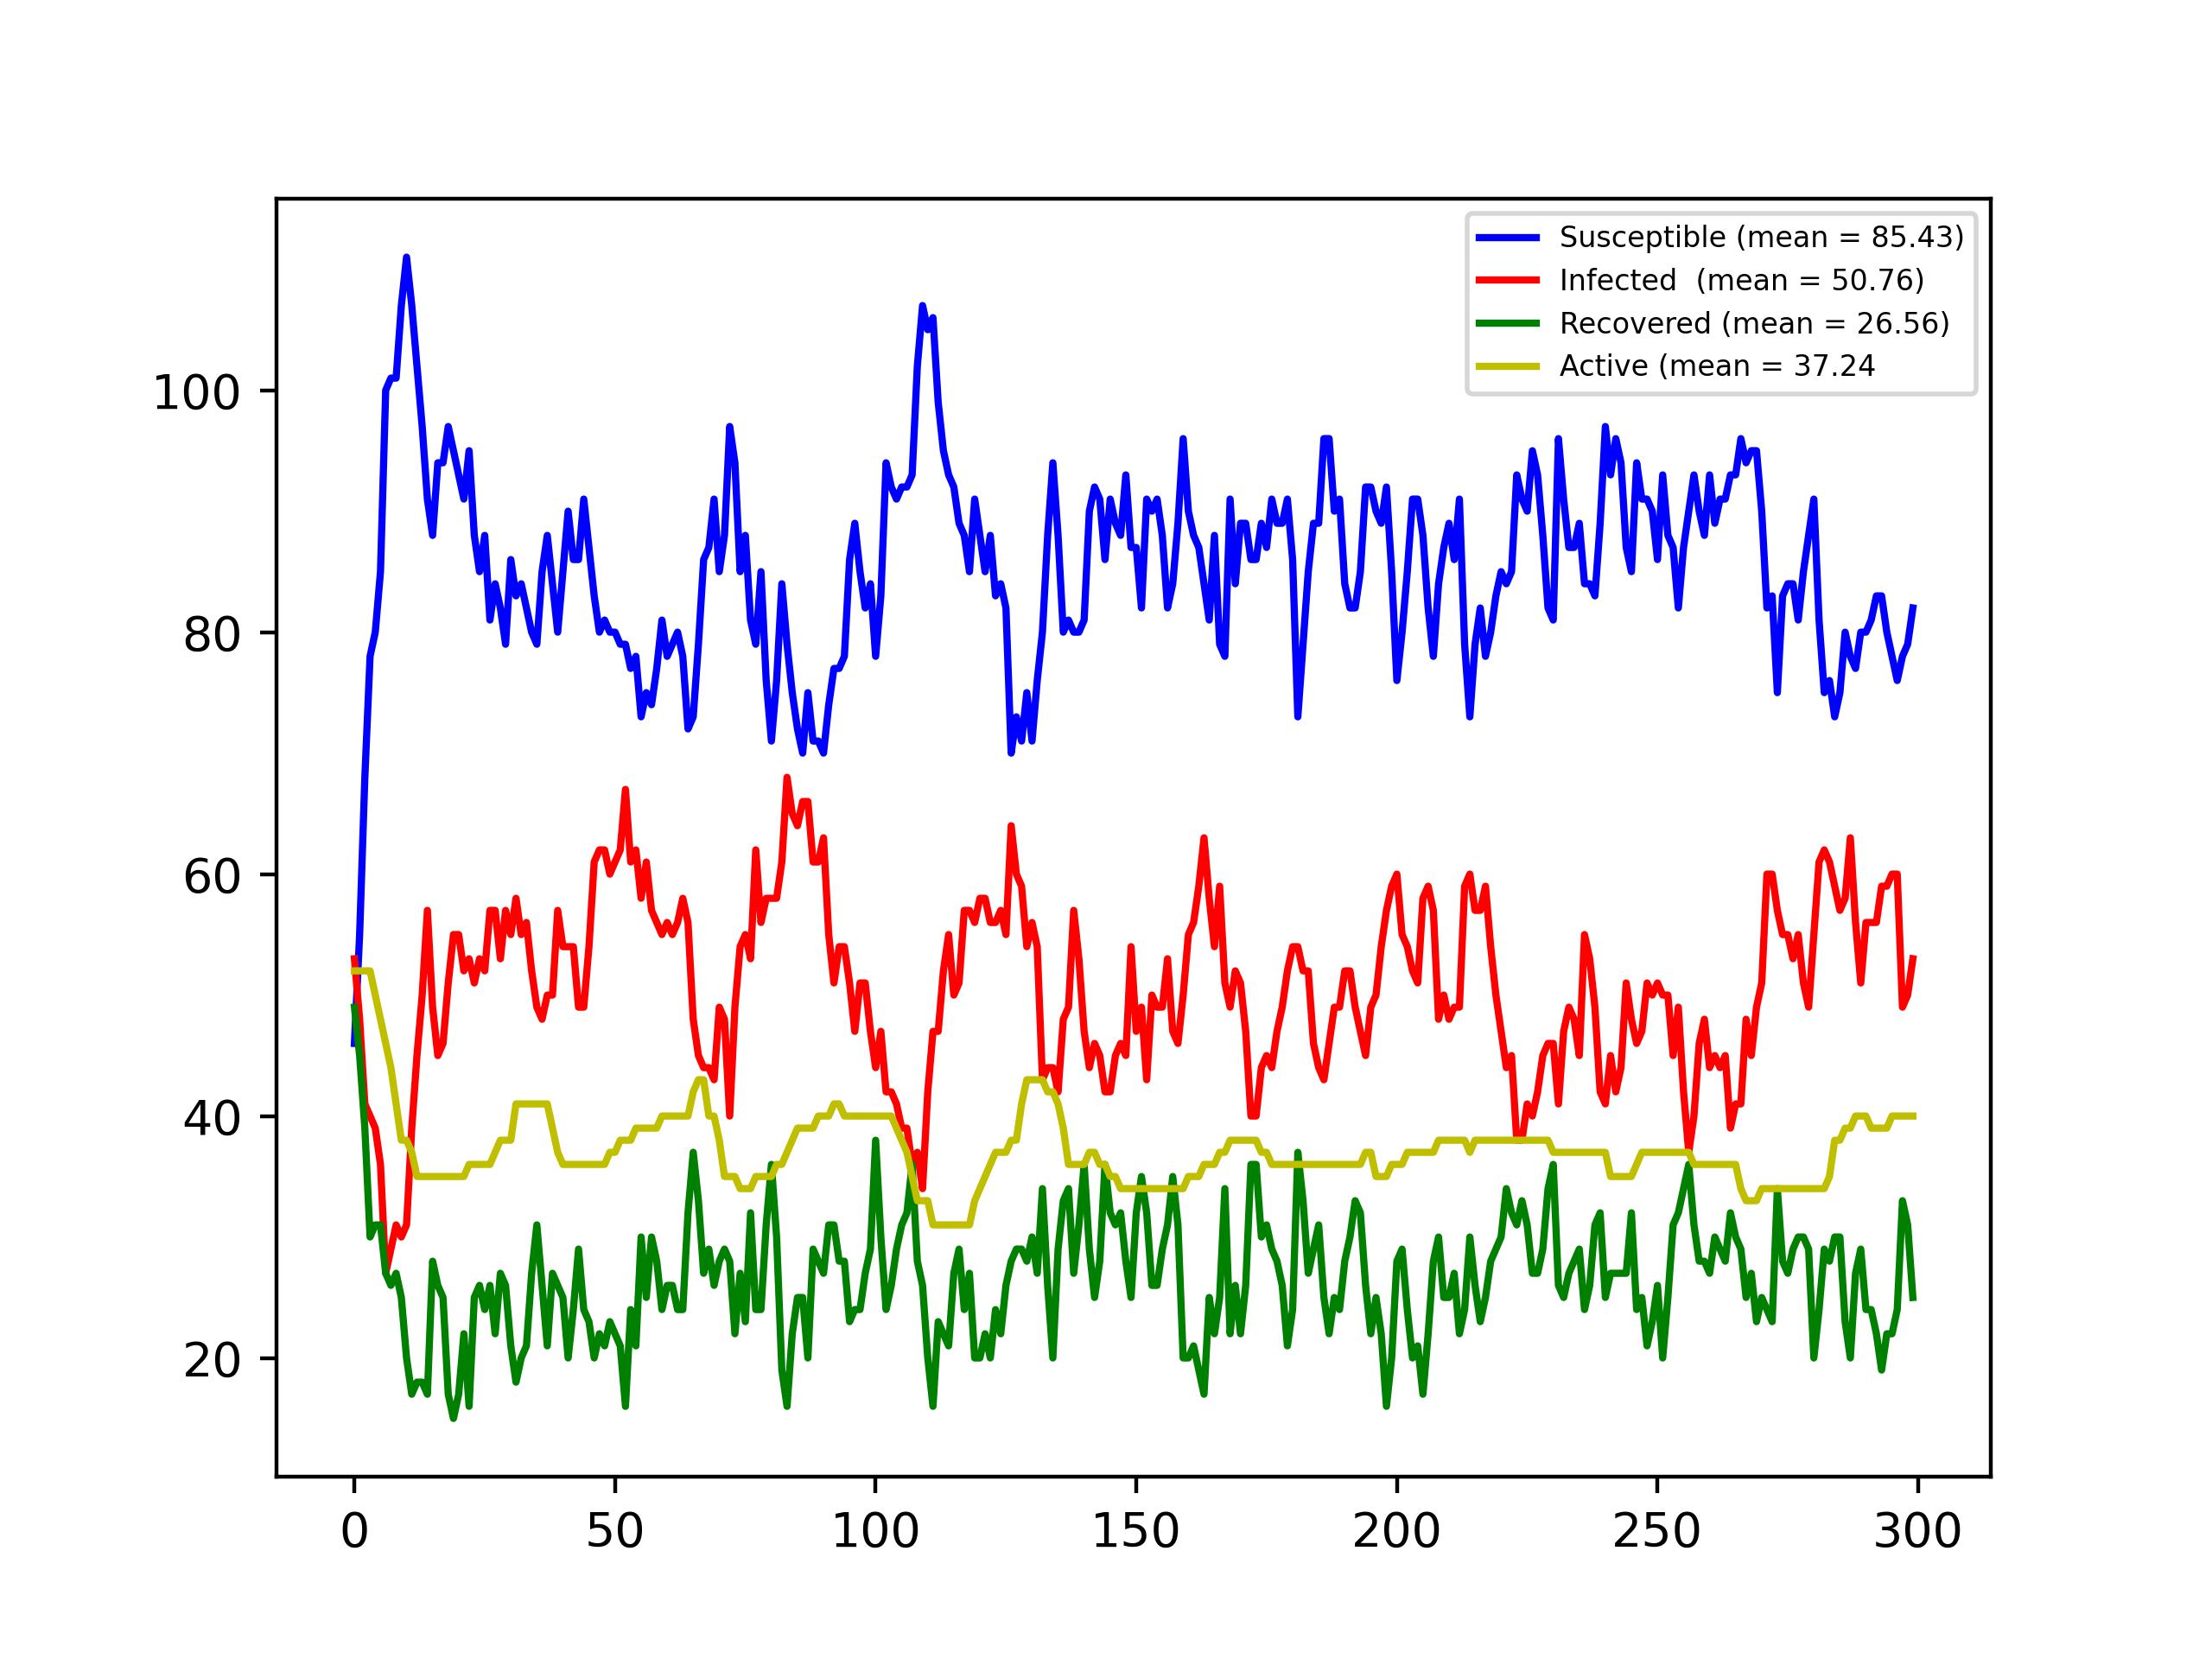 Susceptible (mean = 85.43)
Infected  (mean = 50.76)
Recovered (mean = 26.56)
Active (mean = 37.24
100
80
60
40
20
0 50 100 150 200 250 300